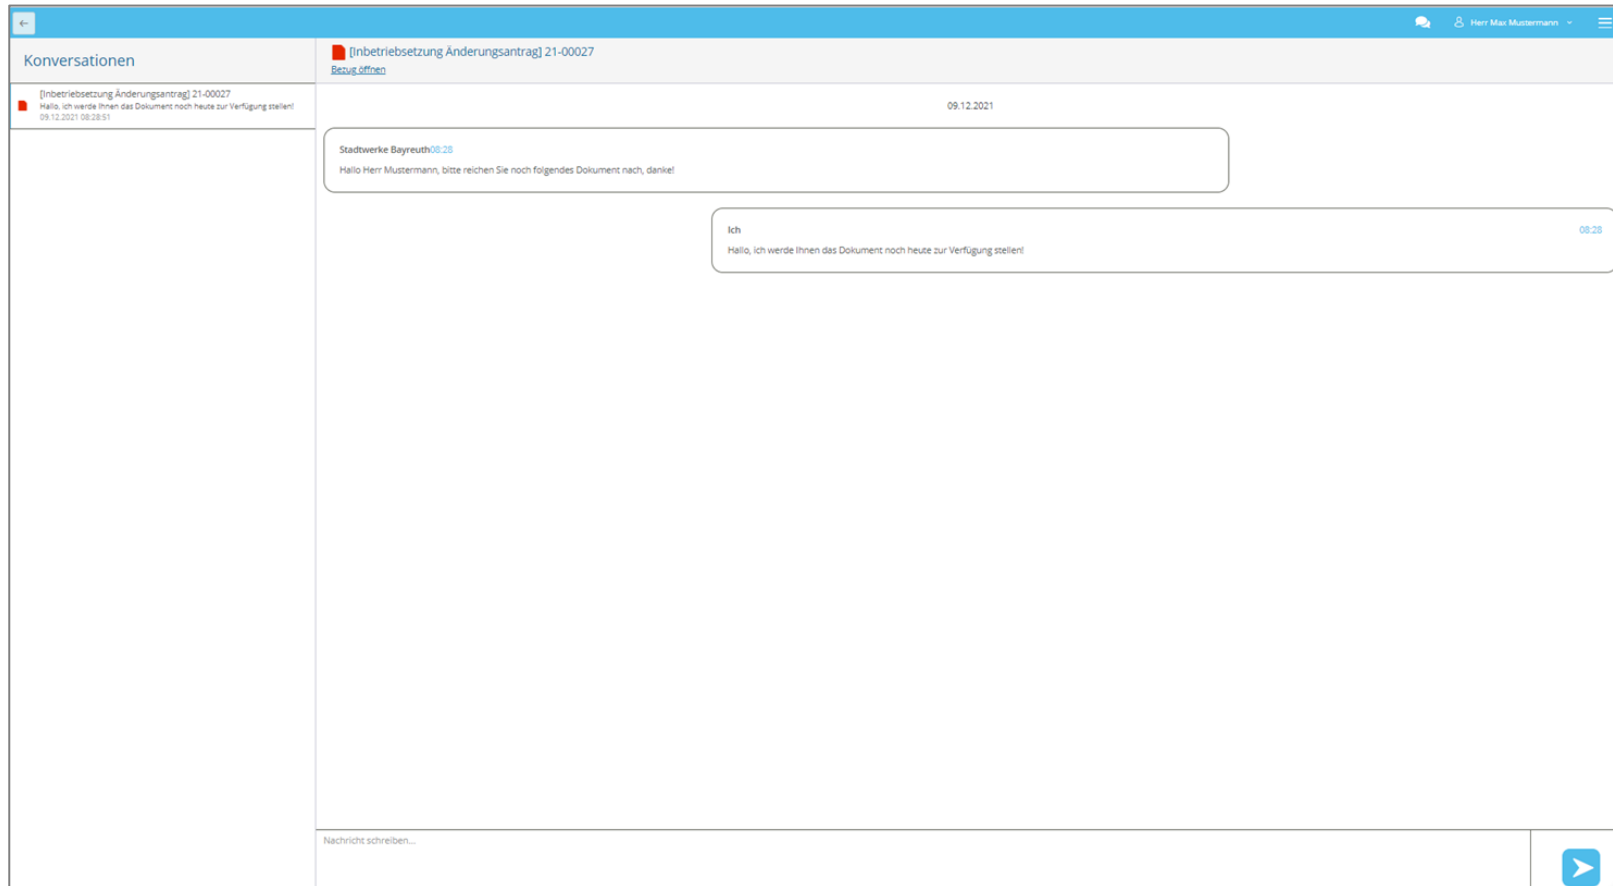 Herr Max Mustermann
Konversationen
[Inbetriebsetzung Änderungsantrag] 21-00027
Hallo, ich werde Ihnen das Dokument noch heute zur Verfügung stellen!
09.12.2021 08:28:51
[Inbetriebsetzung Änderungsantrag] 21-00027
Bezug öffnen
09.12.2021
Stadtwerke Bayreuth08:28
Hallo Herr Mustermann, bitte reichen Sie noch folgendes Dokument nach, danke!
Ich 08:28
Hallo, ich werde Ihnen das Dokument noch heute zur Verfügung stellen!
Nachricht schreiben...